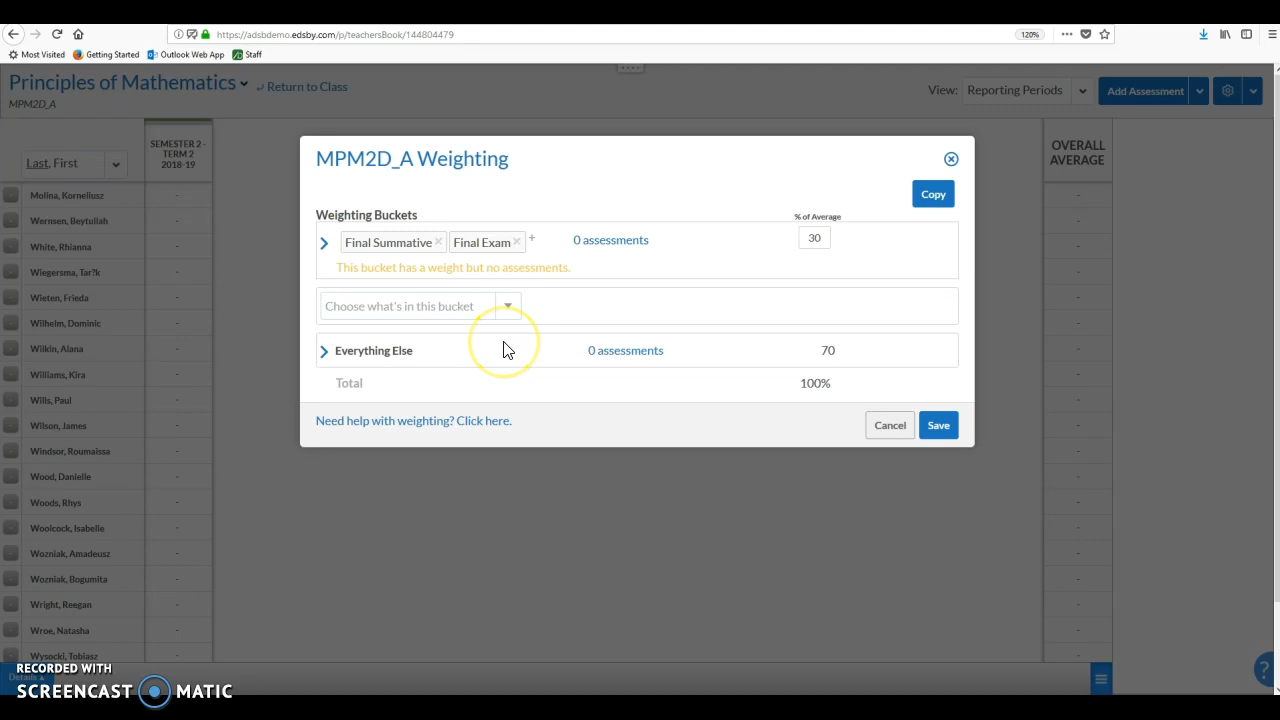 https://adsbdemo.edsby.com/p/teachersBook/144804479
120%
Most Visited
Getting Started
Outlook Web App
Staff
Principles of Mathematics
Return to Class
MPM2D_A
View:
Reporting Periods
Add Assessment
Last, First
SEMESTER 2 -
TERM 2
2018-19
OVERALL
AVERAGE
Molina, Korneliusz
Wermsen, Beytullah
White, Rhianna
Wiegersma, Tar?k
Wieten, Frieda
Wilhelm, Dominic
Wilkin, Alana
Williams, Kira
Wills, Paul
Wilson, James
Windsor, Roumaissa
Wood, Danielle
Woods, Rhys
Woolcock, Isabelle
Wozniak, Amadeusz
Wozniak, Bogumita
Wright, Reegan
Wroe, Natasha
Wysocki, Tobiasz
Details
MPM2D_A Weighting
Copy
Weighting Buckets
% of Average
Final Summative
Final Exam
+
0 assessments
30
This bucket has a weight but no assessments.
Choose what's in this bucket
Everything Else
0 assessments
70
Total
100%
Need help with weighting? Click here.
Cancel
Save
?
RECORDED WITH
SCREENCAST MATIC